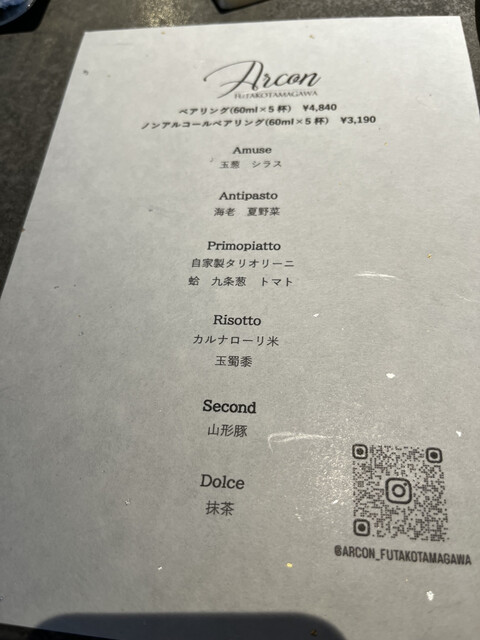 Arcon
FUTAKOTAMAGAWA
ペアリング(60ml×5杯) ¥4,840
ノンアルコールペアリング(60ml×5杯) ¥3,190
Amuse
玉葱 シラス
Antipasto
海老 夏野菜
Primopiatto
自家製タリオリーニ
蛤 九条葱 トマト
Risotto
カルナローリ米
玉蜀黍
Second
山形豚
Dolce
抹茶
@ARCON_FUTAKOTAMAGAWA